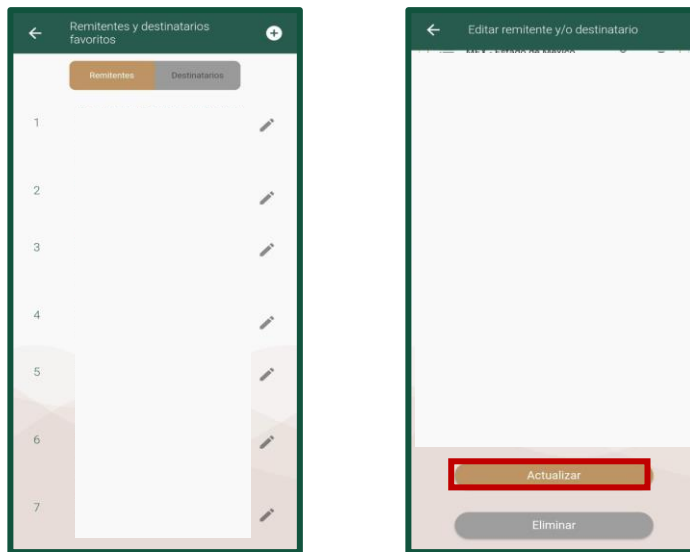 Remitentes y destinatarios
favoritos
Remitentes Destinatarios
1
2
3
4
5
6
7
Editar remitente y/o destinatario
Actualizar
Eliminar